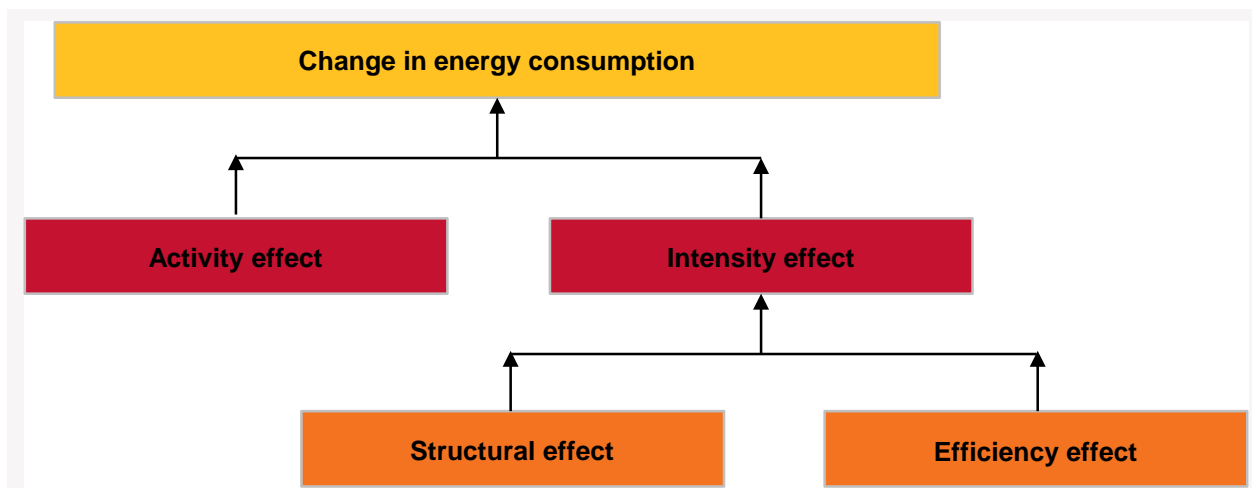 Change in energy consumption
Activity effect
Intensity effect
Structural effect
Efficiency effect